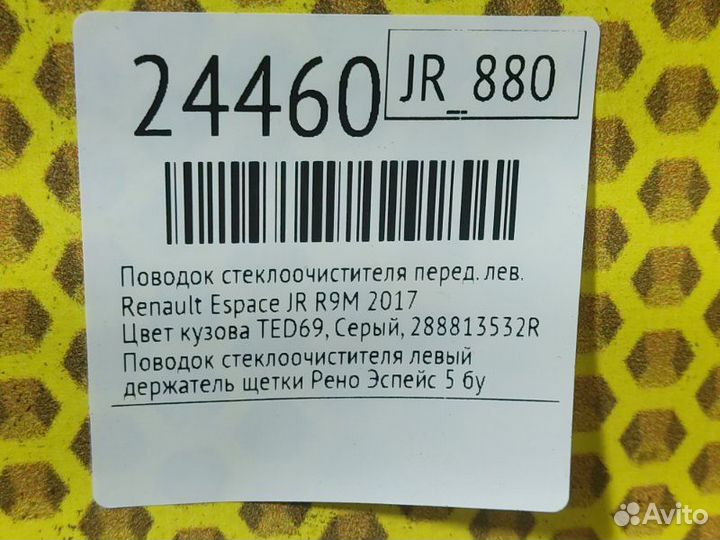 24460
JR_880
Поводок стеклоочистителя перед. лев.
Renault Espace JR R9M 2017
Цвет кузова TED69, Серый, 288813532R
Поводок стеклоочистителя левый
держатель щетки Рено Эспейс 5 бу
Avito